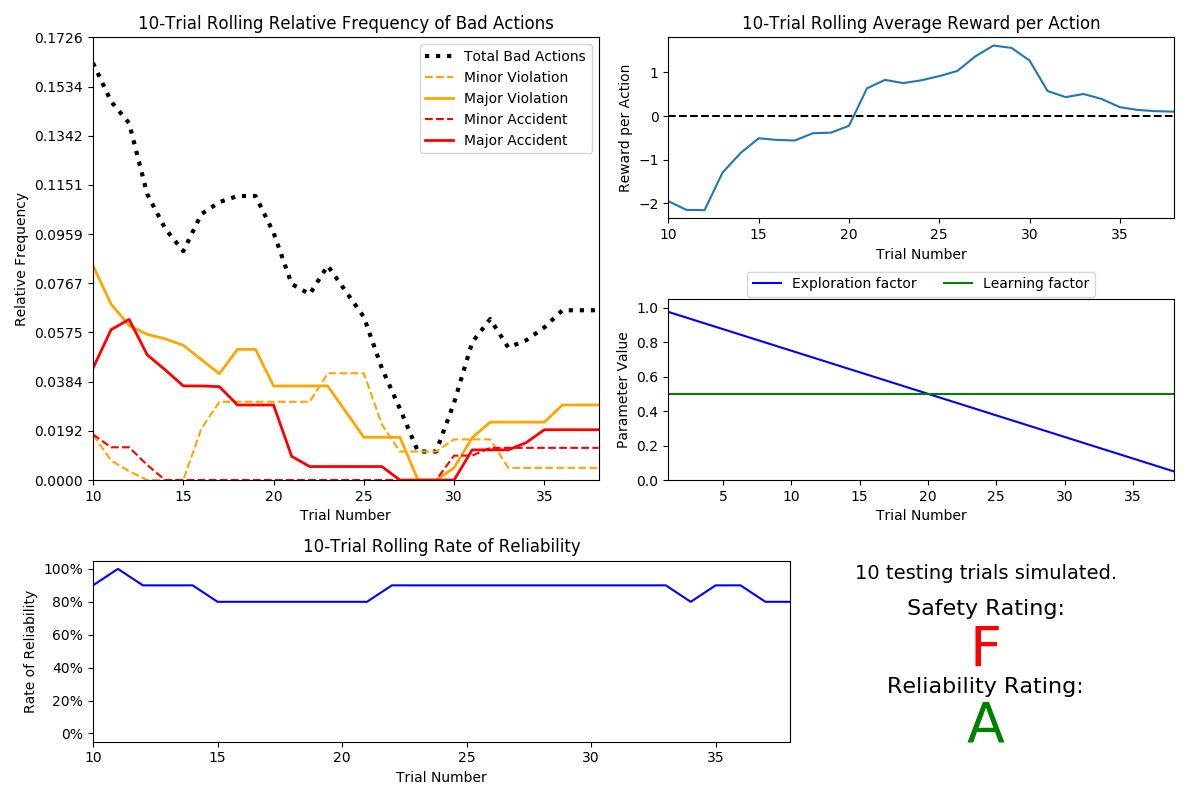 10-Trial Rolling Relative Frequency of Bad Actions
0.1726
0.1534
0.1342
0.1151
0.0959
0.0767
0.0575
0.0384
0.0192
0.0000
Relative Frequency
Total Bad Actions
Minor Violation
Major Violation
Minor Accident
Major Accident
10 15 20 25 30 35
Trial Number
10-Trial Rolling Average Reward per Action
1
0
−1
−2
Reward per Action
10 15 20 25 30 35
Trial Number
Exploration factor Learning factor
1.0
0.8
0.6
0.4
0.2
0.0
Parameter Value
5 10 15 20 25 30 35
Trial Number
10-Trial Rolling Rate of Reliability
100%
80%
60%
40%
20%
0%
Rate of Reliability
10 15 20 25 30 35
Trial Number
10 testing trials simulated.
Safety Rating:
F
Reliability Rating:
A